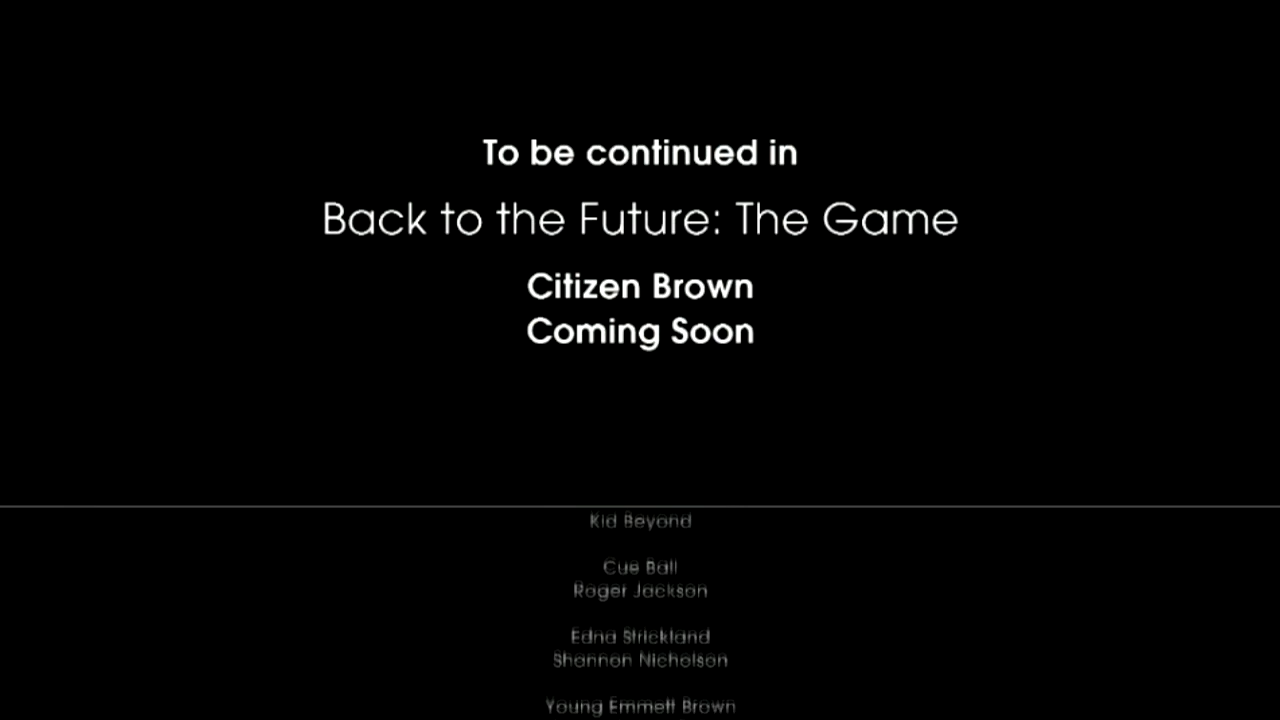 To be continued in
Back to the Future: The Game
Citizen Brown
Coming Soon
Kid Beyond
Cue Ball
Roger Jackson
Edna Strickland
Shannon Nicholson
Young Emmett Brown